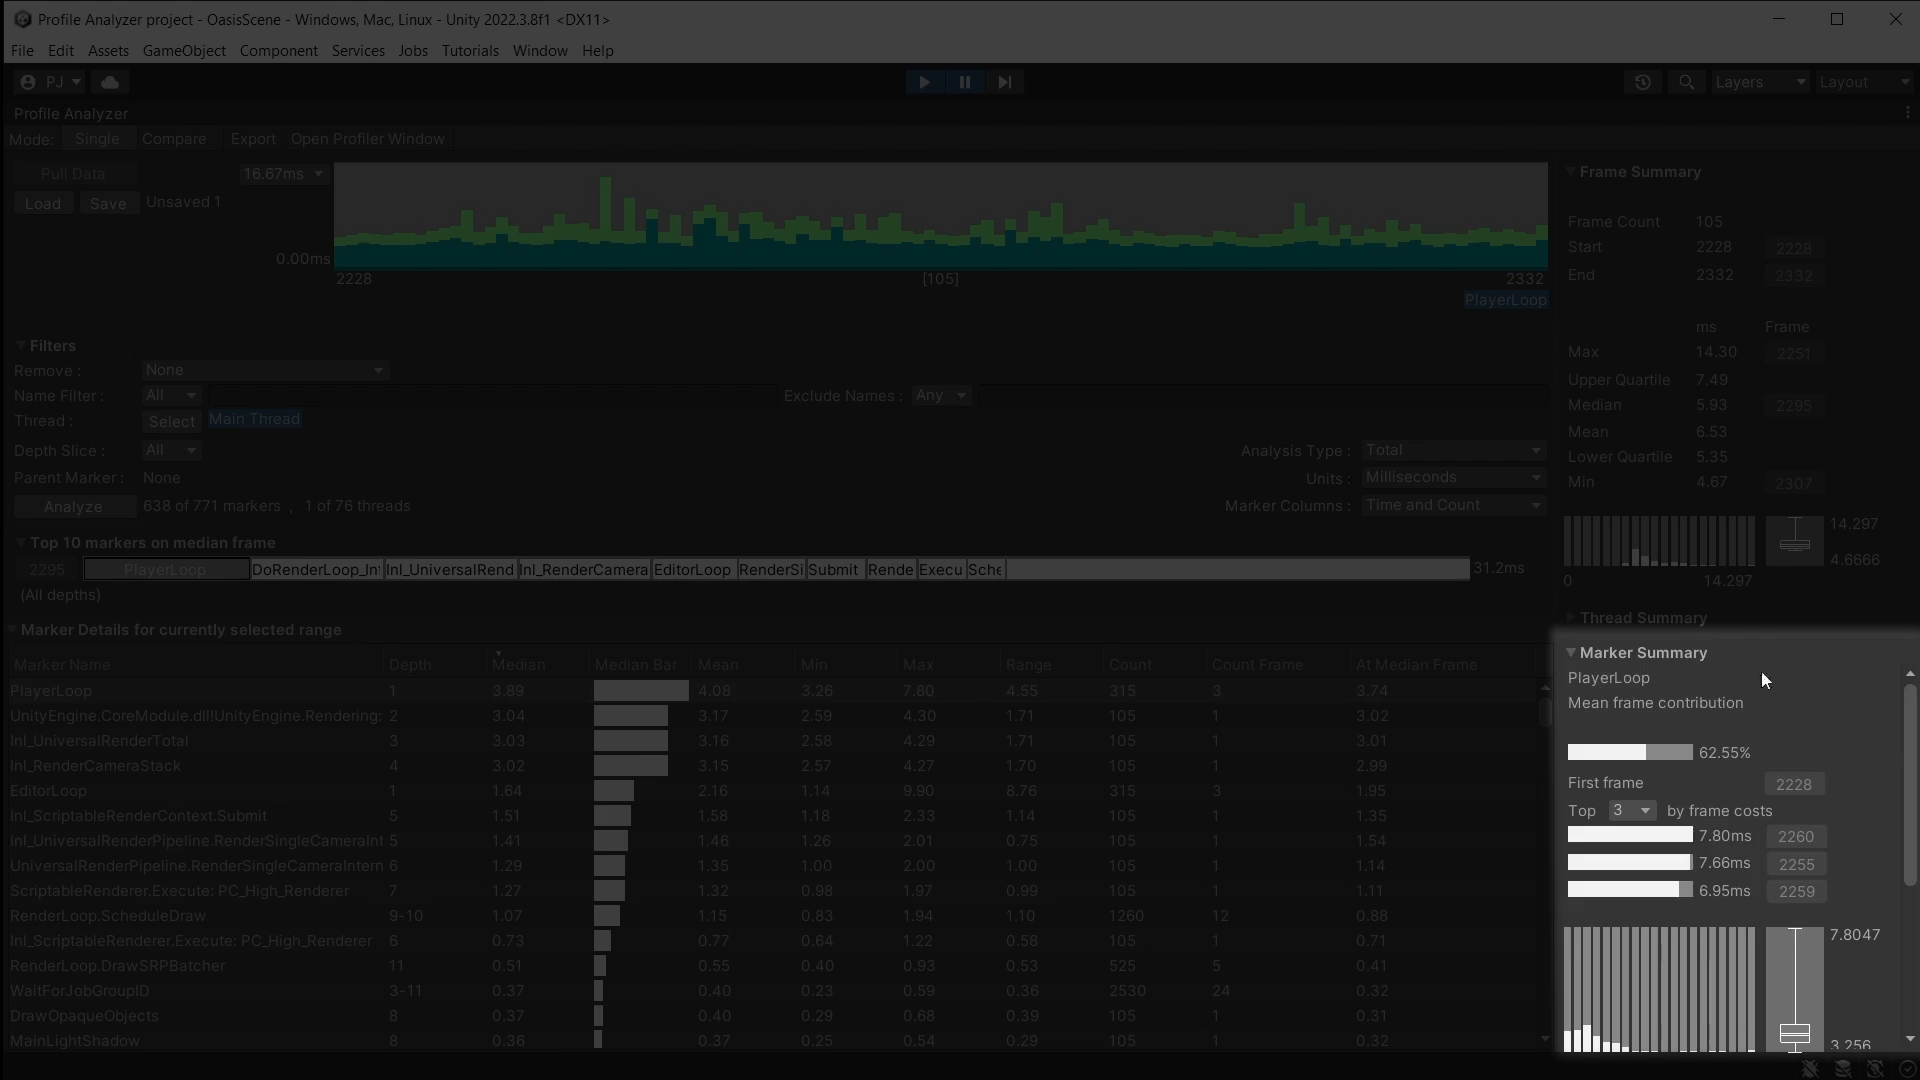 Profile Analyzer project - OasisScene - Windows, Mac, Linux - Unity 2022.3.8f1 <DX11>
File Edit Assets GameObject Component Services Jobs Tutorials Window Help
PJ Layers Layout
Profile Analyzer
Mode: Single Compare Export Open Profiler Window
Pull Data 16.67ms
Load Save Unsaved 1
0.00ms
2228 [105] 2332
PlayerLoop
Filters
Remove : None
Name Filter : All Exclude Names : Any
Thread : Select Main Thread
Depth Slice : All Analysis Type : Total
Parent Marker : None Units : Milliseconds
Analyze 638 of 771 markers , 1 of 76 threads Marker Columns : Time and Count
Top 10 markers on median frame
2295 PlayerLoop DoRenderLoop_In Inl_UniversalRend Inl_RenderCamera EditorLoop RenderSi Submit Rende Execu Sche 31.2ms
(All depths)
Marker Details for currently selected range
Marker Name Depth Median Median Bar Mean Min Max Range Count Count Frame At Median Frame
PlayerLoop 1 3.89 4.08 3.26 7.80 4.55 315 3 3.74
UnityEngine.CoreModule.dll!UnityEngine.Rendering: 2 3.04 3.17 2.59 4.30 1.71 105 1 3.02
Inl_UniversalRenderTotal 3 3.03 3.16 2.58 4.29 1.71 105 1 3.01
Inl_RenderCameraStack 4 3.02 3.15 2.57 4.27 1.70 105 1 2.99
EditorLoop 1 1.64 2.16 1.14 9.90 8.76 315 3 1.95
Inl_ScriptableRenderContext.Submit 5 1.51 1.58 1.18 2.33 1.14 105 1 1.35
Inl_UniversalRenderPipeline.RenderSingleCameraInt 5 1.41 1.46 1.26 2.01 0.75 105 1 1.54
UniversalRenderPipeline.RenderSingleCameraIntern 6 1.29 1.35 1.00 2.00 1.00 105 1 1.14
ScriptableRenderer.Execute: PC_High_Renderer 7 1.27 1.32 0.98 1.97 0.99 105 1 1.11
RenderLoop.ScheduleDraw 9-10 1.07 1.15 0.83 1.94 1.10 1260 12 0.88
Inl_ScriptableRenderer.Execute: PC_High_Renderer 6 0.73 0.77 0.64 1.22 0.58 105 1 0.71
RenderLoop.DrawSRPBatcher 11 0.51 0.55 0.40 0.93 0.53 525 5 0.41
WaitForJobGroupID 3-11 0.37 0.40 0.23 0.59 0.36 2530 24 0.32
DrawOpaqueObjects 8 0.37 0.40 0.29 0.68 0.39 105 1 0.31
MainLightShadow 8 0.36 0.37 0.25 0.54 0.29 105 1 0.32
Frame Summary
Frame Count 105
Start 2228 2228
End 2332 2332
ms Frame
Max 14.30 2251
Upper Quartile 7.49
Median 5.93 2295
Mean 6.53
Lower Quartile 5.35
Min 4.67 2307
14.297
4.6666
0 14.297
Thread Summary
Marker Summary
PlayerLoop
Mean frame contribution
62.55%
First frame 2228
Top 3 by frame costs
7.80ms 2260
7.66ms 2255
6.95ms 2259
7.8047
3.256